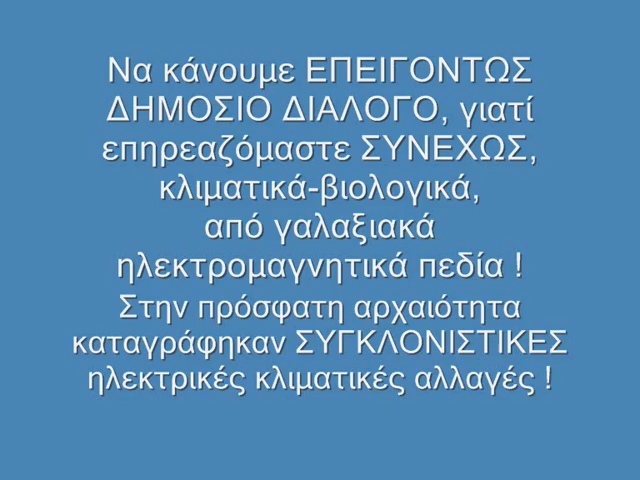 Να κάνουμε ΕΠΕΙΓΟΝΤΩΣ
ΔΗΜΟΣΙΟ ΔΙΑΛΟΓΟ, γιατί
επηρεαζόμαστε ΣΥΝΕΧΩΣ,
κλιματικά-βιολογικά,
από γαλαξιακά
ηλεκτρομαγνητικά πεδία !
Στην πρόσφατη αρχαιότητα
καταγράφηκαν ΣΥΓΚΛΟΝΙΣΤΙΚΕΣ
ηλεκτρικές κλιματικές αλλαγές !